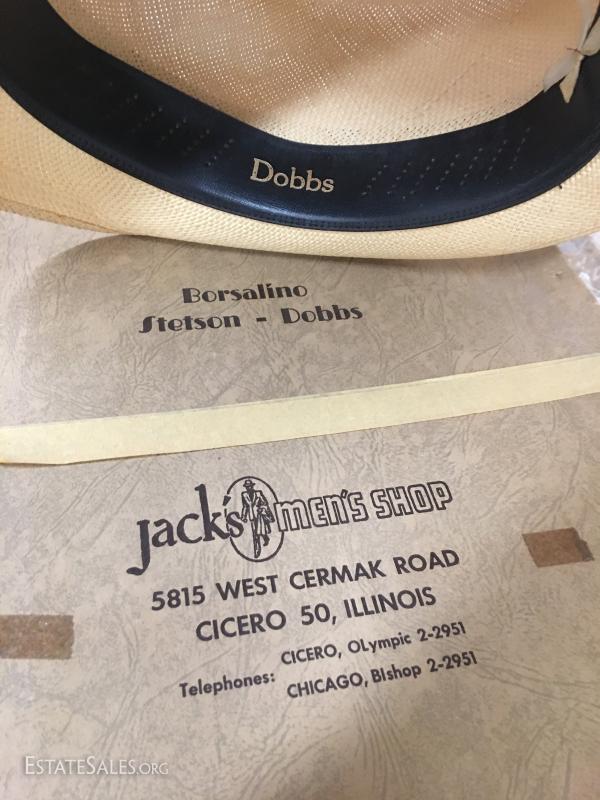 Dobbs
Borsalino
Stetson - Dobbs
Jack's MEN'S SHOP
5815 WEST CERMAK ROAD
CICERO 50, ILLINOIS
Telephones: CICERO, OLympic 2-2951
CHICAGO, BIshop 2-2951
ESTATESALES.ORG